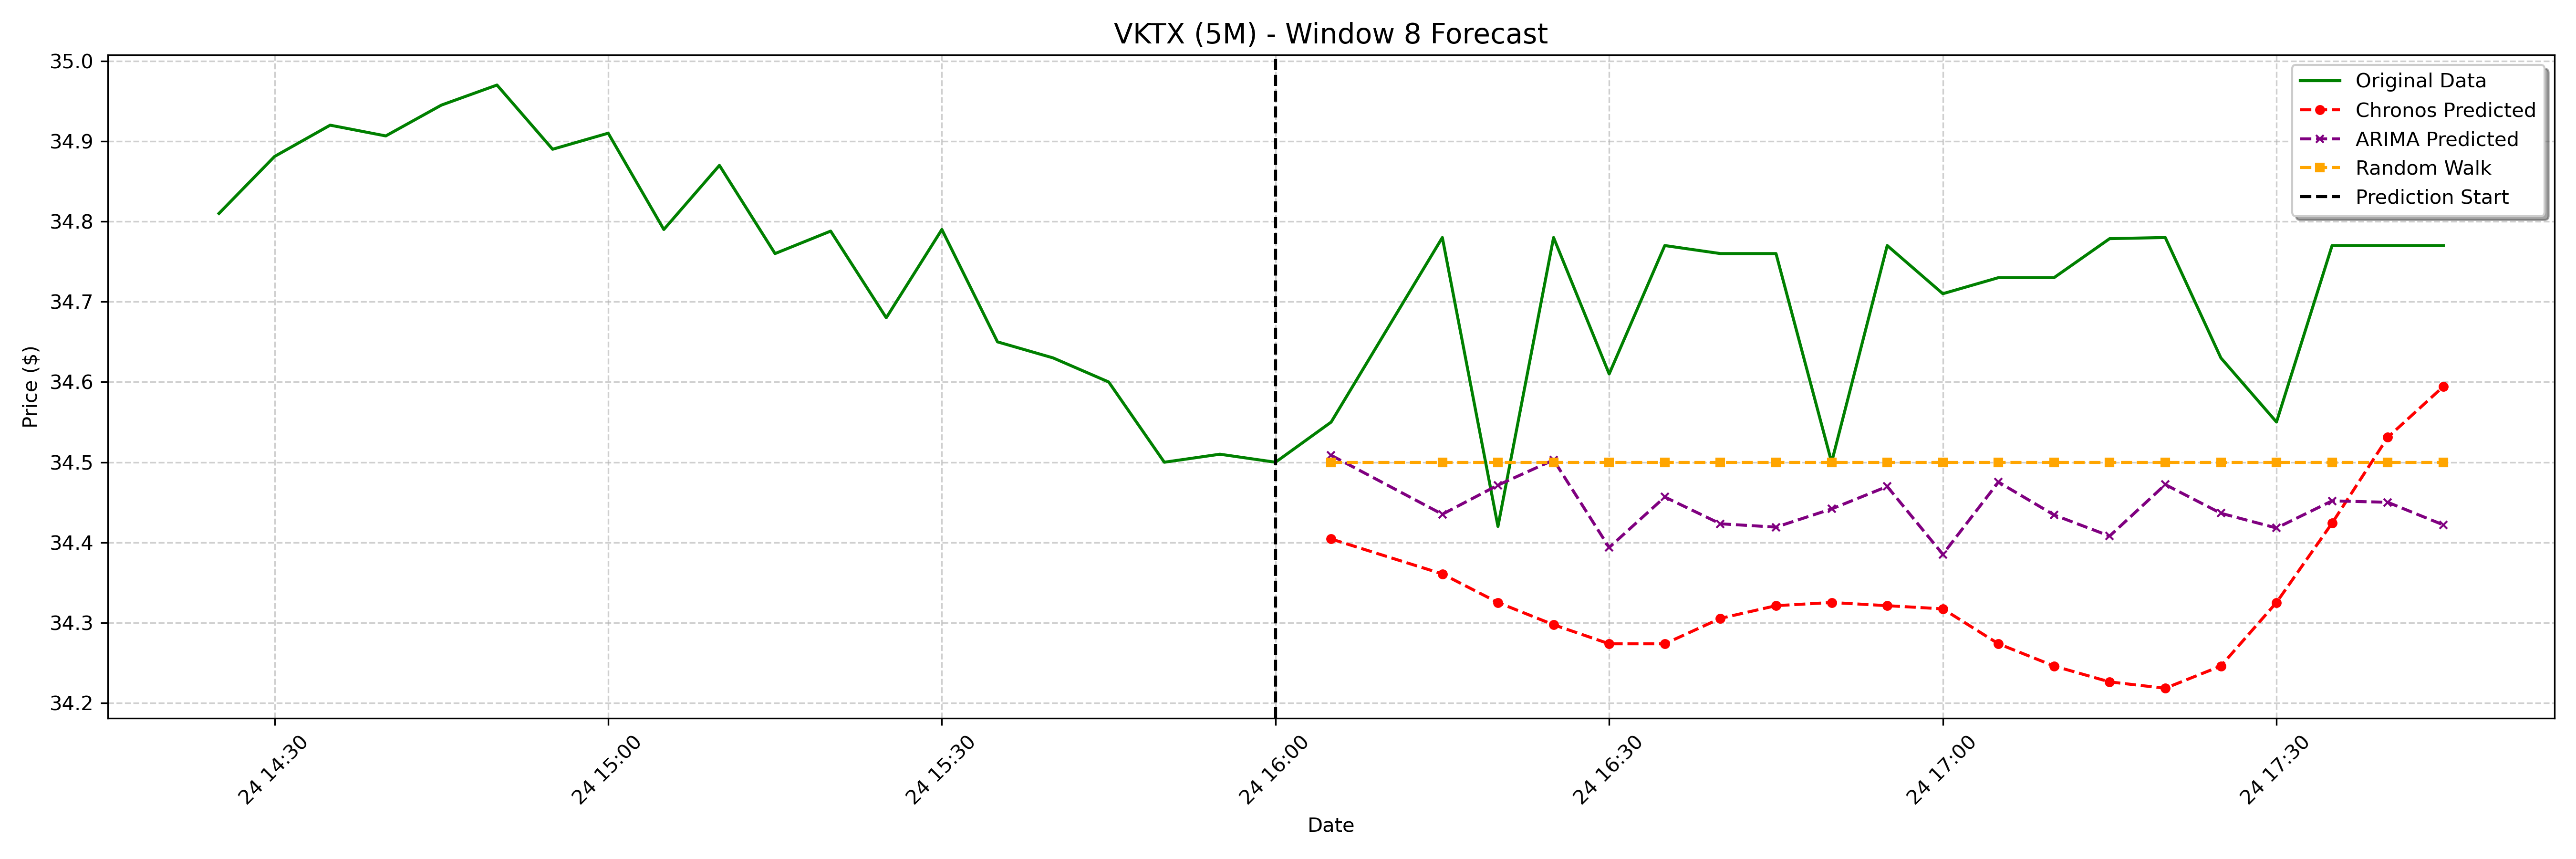 VKTX (5M) - Window 8 Forecast
Price ($)
35.0
34.9
34.8
34.7
34.6
34.5
34.4
34.3
34.2
Original Data
Chronos Predicted
ARIMA Predicted
Random Walk
Prediction Start
24 14:30
24 15:00
24 15:30
24 16:00
24 16:30
24 17:00
24 17:30
Date